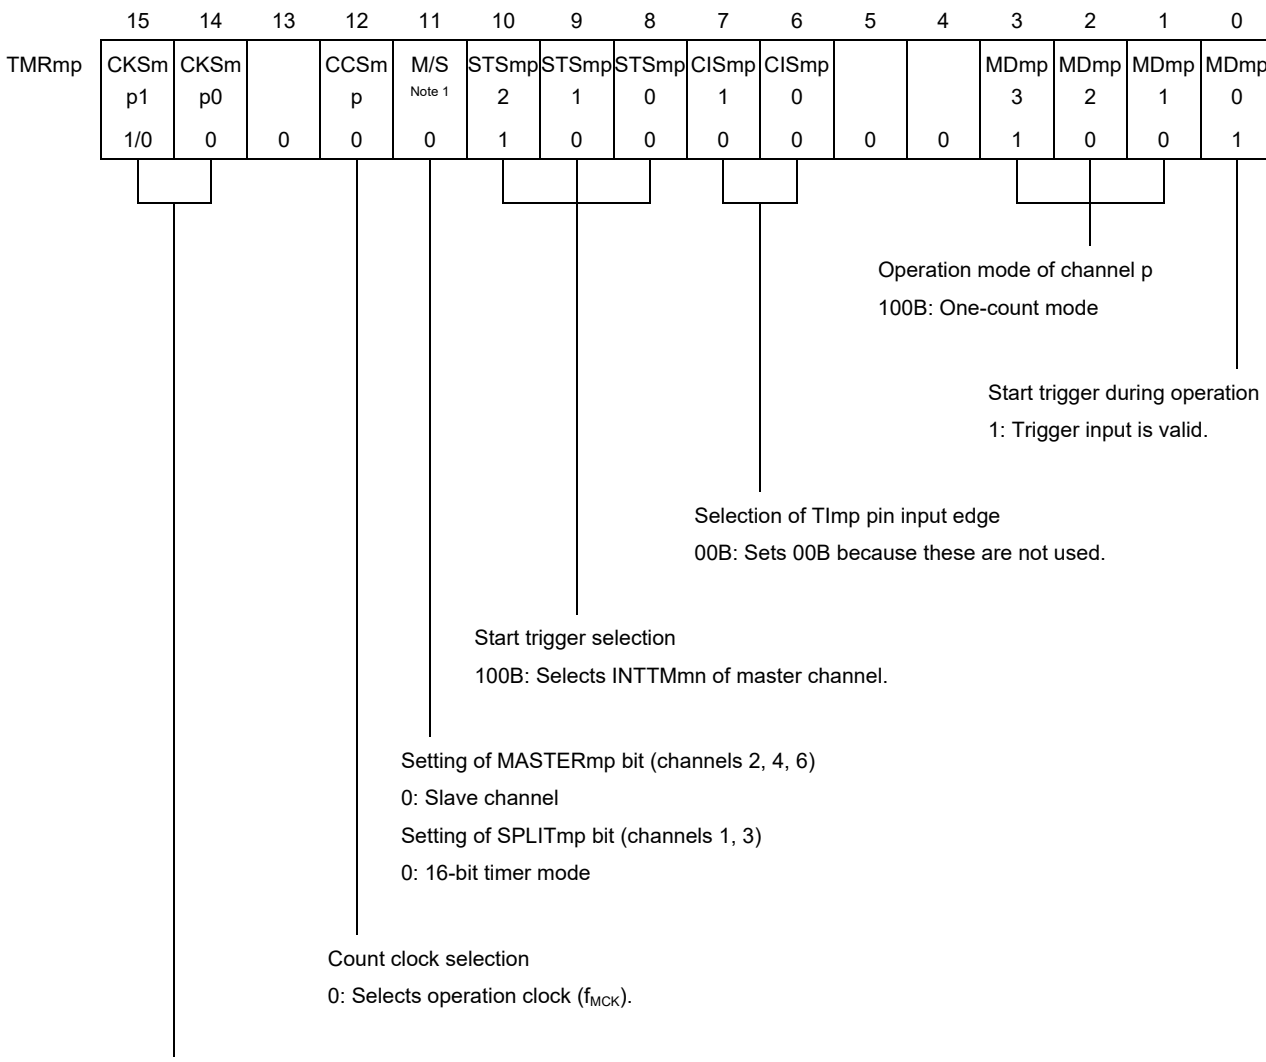 15 14 13 12 11 10 9 8 7 6 5 4 3 2 1 0
TMRmp CKSm CKSm CCSm M/S STSmp STSmp STSmp CISmp CISmp MDmp MDmp MDmp MDmp
p1 p0 p Note 1 2 1 0 1 0 3 2 1 0
1/0 0 0 0 0 1 0 0 0 0 0 0 1 0 0 1
Operation mode of channel p
100B: One-count mode
Start trigger during operation
1: Trigger input is valid.
Selection of TImp pin input edge
00B: Sets 00B because these are not used.
Start trigger selection
100B: Selects INTTMmn of master channel.
Setting of MASTERmp bit (channels 2, 4, 6)
0: Slave channel
Setting of SPLITmp bit (channels 1, 3)
0: 16-bit timer mode
Count clock selection
0: Selects operation clock (fMCK).